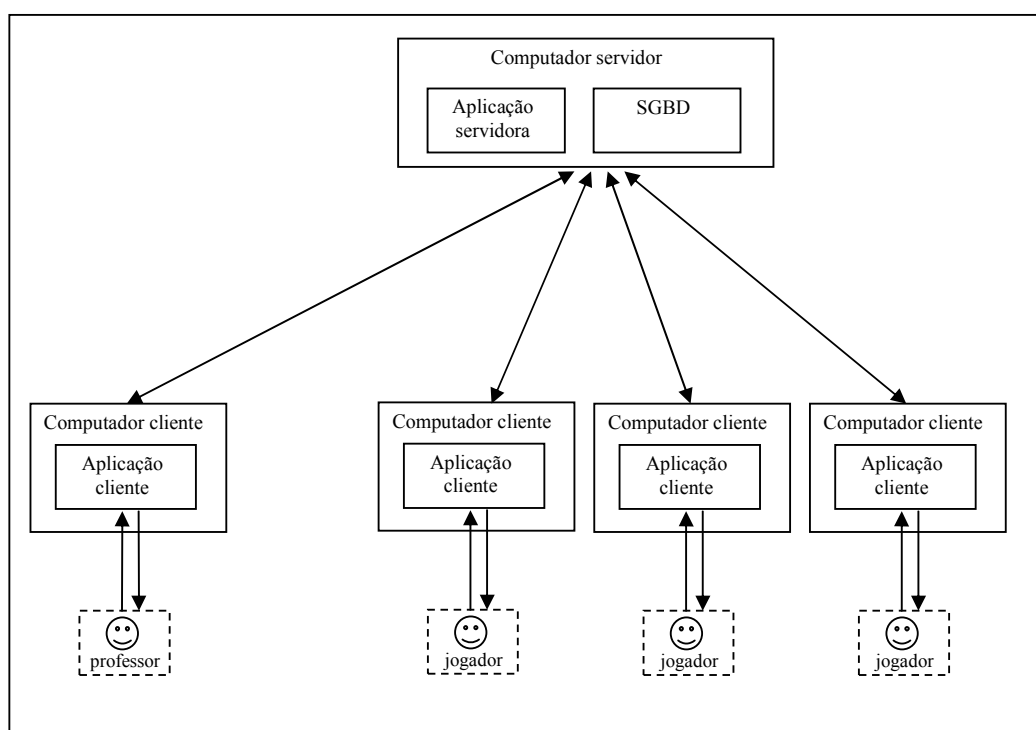 Computador servidor
Aplicação
servidora
SGBD
Computador cliente
Aplicação
cliente
professor
Computador cliente
Aplicação
cliente
jogador
Computador cliente
Aplicação
cliente
jogador
Computador cliente
Aplicação
cliente
jogador